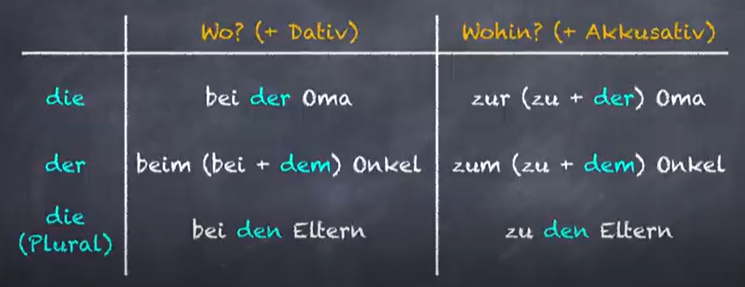 Wo? (+ Dativ) Wohin? (+ Akkusativ)
die bei der Oma zur (zu + der) Oma
der beim (bei + dem) Onkel zum (zu + dem) Onkel
die
(Plural) bei den Eltern zu den Eltern